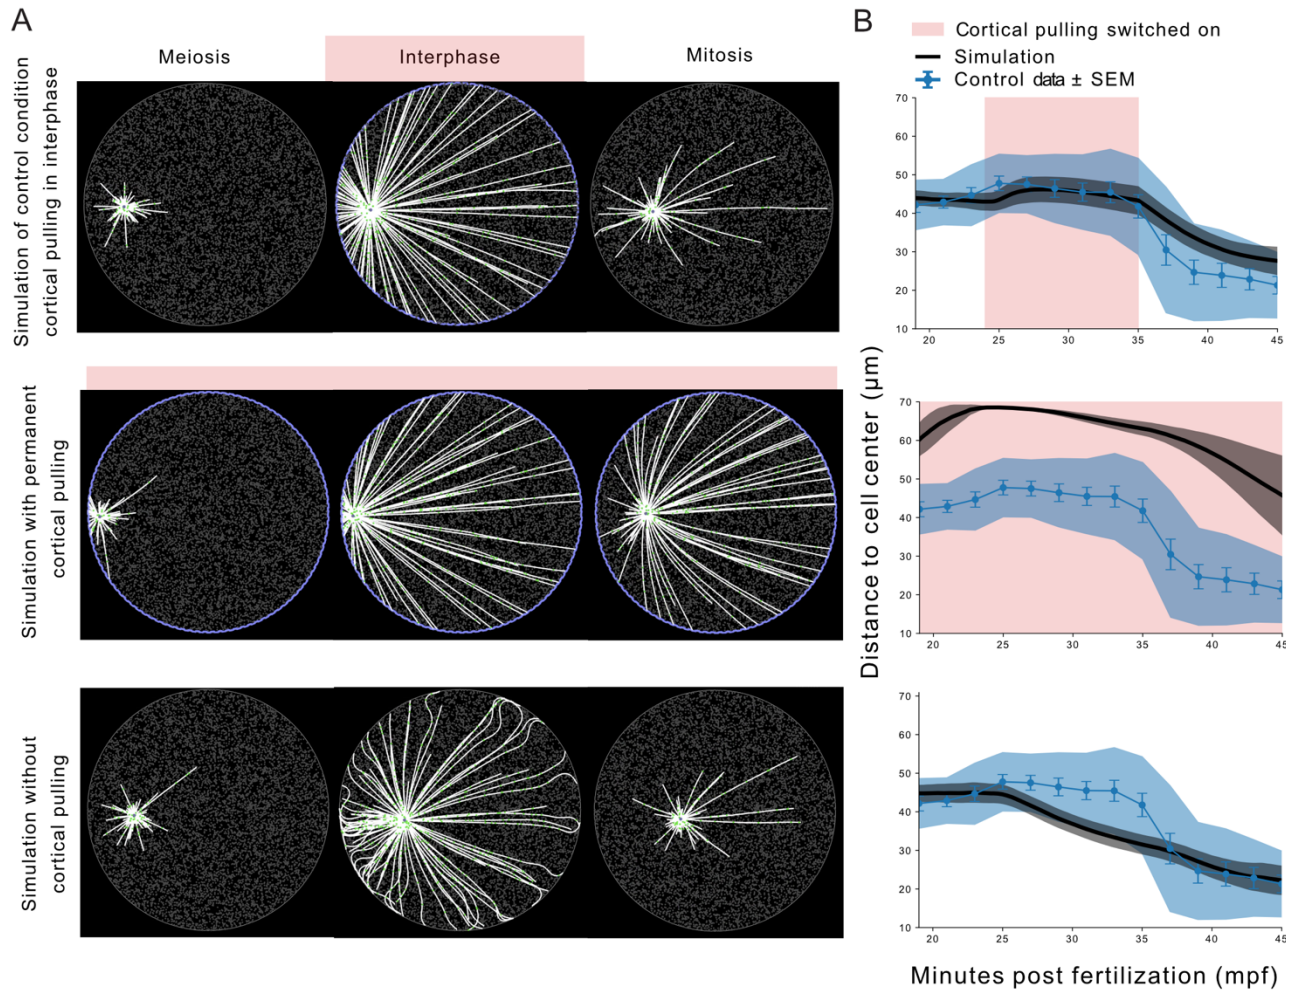 A
Meiosis
Interphase
Mitosis
Simulation of control condition
cortical pulling in interphase
Simulation with permanent
cortical pulling
Simulation without
cortical pulling
B
Cortical pulling switched on
Simulation
Control data ± SEM
70
60
50
40
30
20
10
20
25
30
35
40
45
70
60
50
40
30
20
10
20
25
30
35
40
45
70
60
50
40
30
20
10
20
25
30
35
40
45
Distance to cell center (µm)
Minutes post fertilization (mpf)